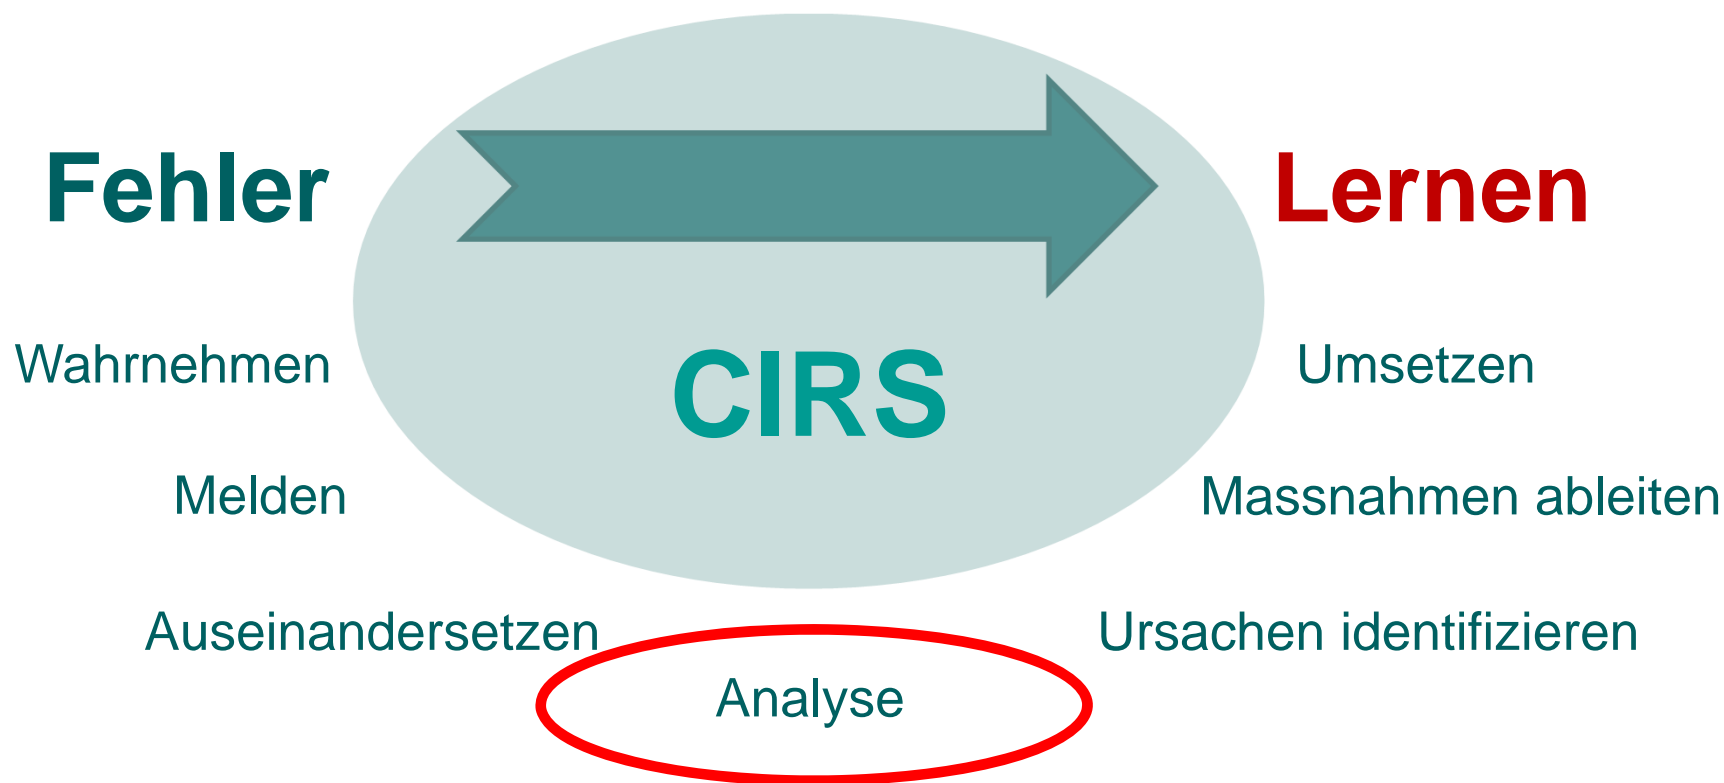 Fehler
Lernen
CIRS
Wahrnehmen
Umsetzen
Melden
Massnahmen ableiten
Auseinandersetzen
Ursachen identifizieren
Analyse